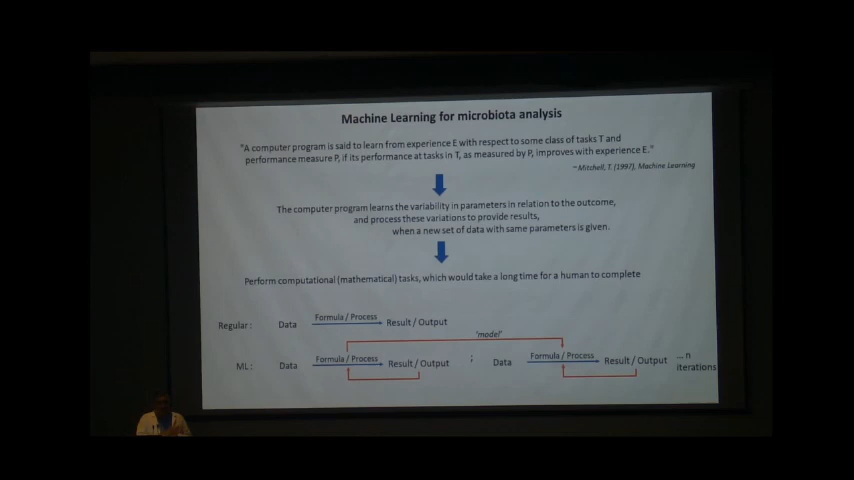 Machine Learning for microbiota analysis
"A computer program is said to learn from experience E with respect to some class of tasks T and
performance measure P, if its performance at tasks in T, as measured by P, improves with experience E."
– Mitchell, T. (1997), Machine Learning
The computer program learns the variability in parameters in relation to the outcome,
and process these variations to provide results,
when a new set of data with same parameters is given.
Perform computational (mathematical) tasks, which would take a long time for a human to complete
Regular: Data Formula / Process Result / Output
'model'
ML: Data Formula / Process Result / Output ; Data Formula / Process Result / Output .... n
iterations